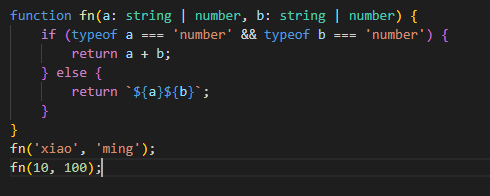 function fn(a: string | number, b: string | number) {
    if (typeof a === 'number' && typeof b === 'number') {
        return a + b;
    } else {
        return `${a}${b}`;
    }
}
fn('xiao', 'ming');
fn(10, 100);